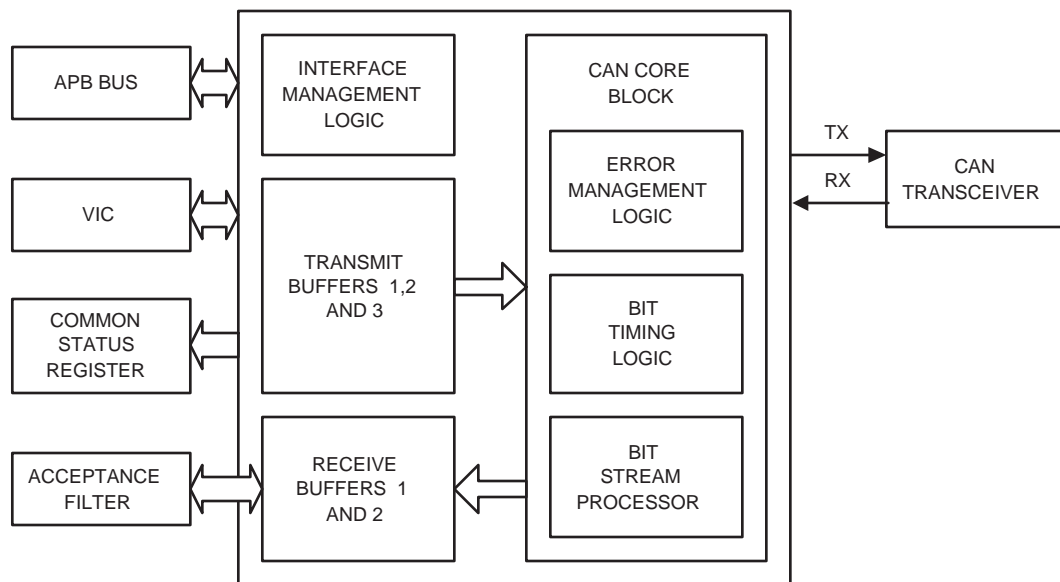 APB BUS
VIC
COMMON
STATUS
REGISTER
ACCEPTANCE
FILTER
INTERFACE
MANAGEMENT
LOGIC
TRANSMIT
BUFFERS 1,2
AND 3
RECEIVE
BUFFERS 1
AND 2
CAN CORE
BLOCK
ERROR
MANAGEMENT
LOGIC
BIT
TIMING
LOGIC
BIT
STREAM
PROCESSOR
TX
RX
CAN
TRANSCEIVER